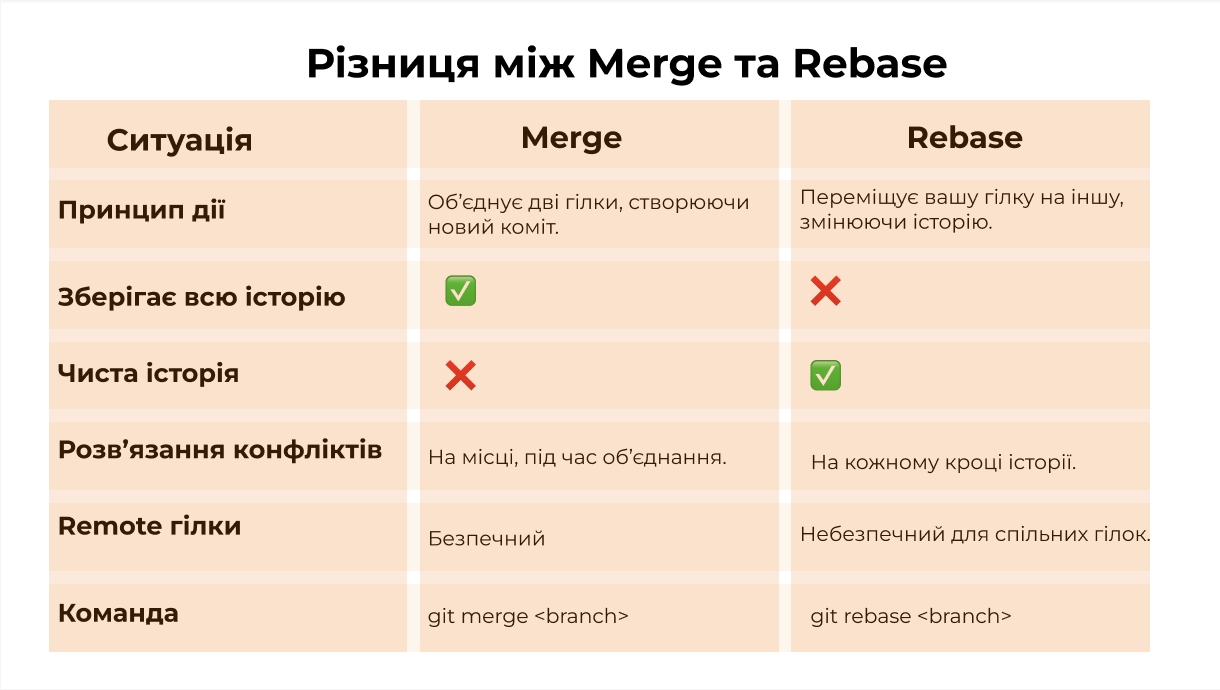 Різниця між Merge та Rebase
Ситуація
Merge
Rebase
Принцип дії
Об’єднує дві гілки, створюючи
новий коміт.
Переміщує вашу гілку на іншу,
змінюючи історію.
Зберігає всю історію
✅
❌
Чиста історія
❌
✅
Розв’язання конфліктів
На місці, під час об’єднання.
На кожному кроці історії.
Remote гілки
Безпечний
Небезпечний для спільних гілок.
Команда
git merge <branch>
git rebase <branch>